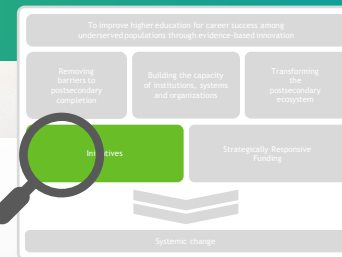 To improve higher education for career success among
underserved populations through evidence-based innovation
Removing
barriers to
postsecondary
completion
Building the capacity
of institutions, systems
and organizations
Transforming
the
postsecondary
ecosystem
Initiatives
Strategically Responsive
Funding
Systemic change